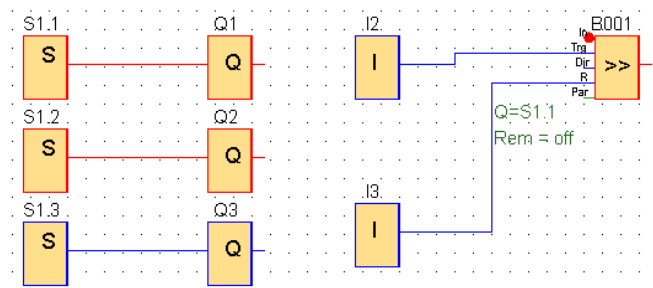 S1.1 Q1 I2 B001
S Q I In
Trg
Dir
R
Par
>>
S1.2 Q2 Q=S1.1
S Q Rem = off
S1.3 Q3 I3
S Q I